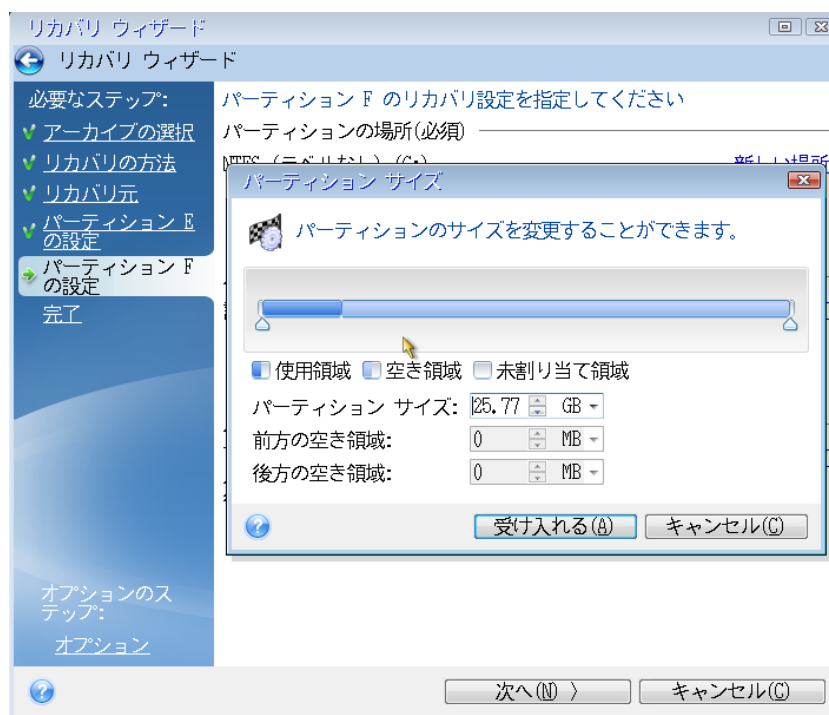 リカバリ ウィザード
リカバリ ウィザード
必要なステップ:
アーカイブの選択
リカバリの方法
リカバリ元
パーティション E
の設定
パーティション F
の設定
完了
オプションのス
テップ:
オプション
パーティション F のリカバリ設定を指定してください
パーティションの場所(必須)
新しい場所
パーティション サイズ
パーティションのサイズを変更することができます。
使用領域 空き領域 未割り当て領域
パーティション サイズ: 25.77 GB
前方の空き領域: 0 MB
後方の空き領域: 0 MB
受け入れる(A) キャンセル(C)
次へ(N) 〉 キャンセル(C)